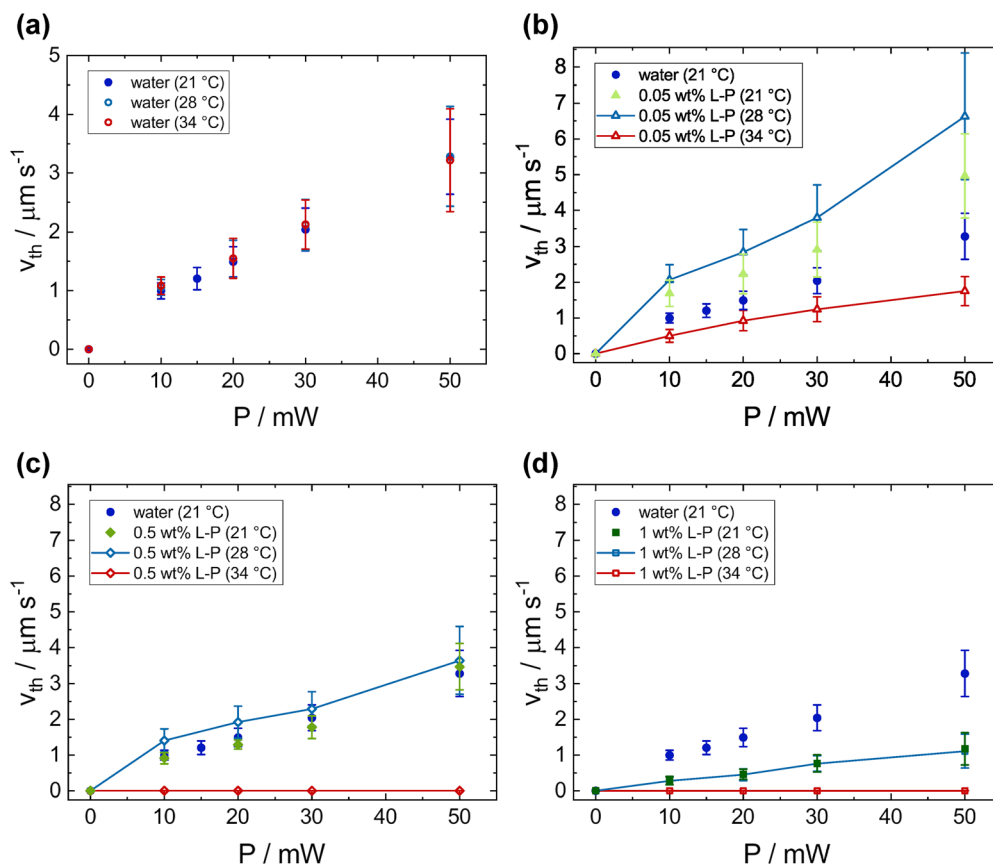 (a)
5
4
3
2
1
0
v_th / μm s⁻¹
water (21 °C)
water (28 °C)
water (34 °C)
0 10 20 30 40 50
P / mW
(b)
8
7
6
5
4
3
2
1
0
v_th / μm s⁻¹
water (21 °C)
0.05 wt% L-P (21 °C)
0.05 wt% L-P (28 °C)
0.05 wt% L-P (34 °C)
0 10 20 30 40 50
P / mW
(c)
8
7
6
5
4
3
2
1
0
v_th / μm s⁻¹
water (21 °C)
0.5 wt% L-P (21 °C)
0.5 wt% L-P (28 °C)
0.5 wt% L-P (34 °C)
0 10 20 30 40 50
P / mW
(d)
8
7
6
5
4
3
2
1
0
v_th / μm s⁻¹
water (21 °C)
1 wt% L-P (21 °C)
1 wt% L-P (28 °C)
1 wt% L-P (34 °C)
0 10 20 30 40 50
P / mW